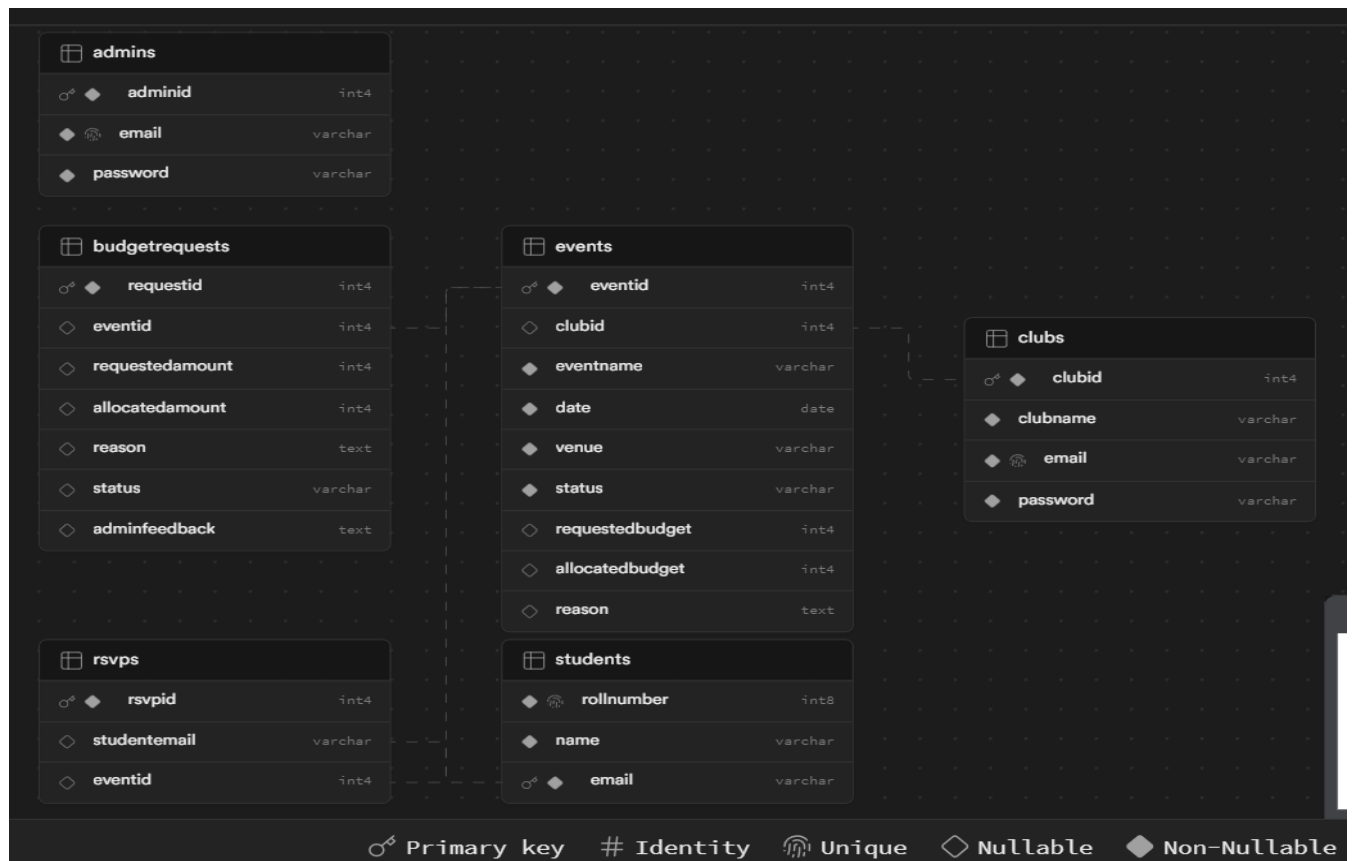 admins
adminid int4
email varchar
password varchar
budgetrequests
requestid int4
eventid int4
requestedamount int4
allocatedamount int4
reason text
status varchar
adminfeedback text
events
eventid int4
clubid int4
eventname varchar
date date
venue varchar
status varchar
requestedbudget int4
allocatedbudget int4
reason text
clubs
clubid int4
clubname varchar
email varchar
password varchar
rsvps
rsvpid int4
studentemail varchar
eventid int4
students
rollnumber int8
name varchar
email varchar
Primary key # Identity Unique Nullable Non-Nullable